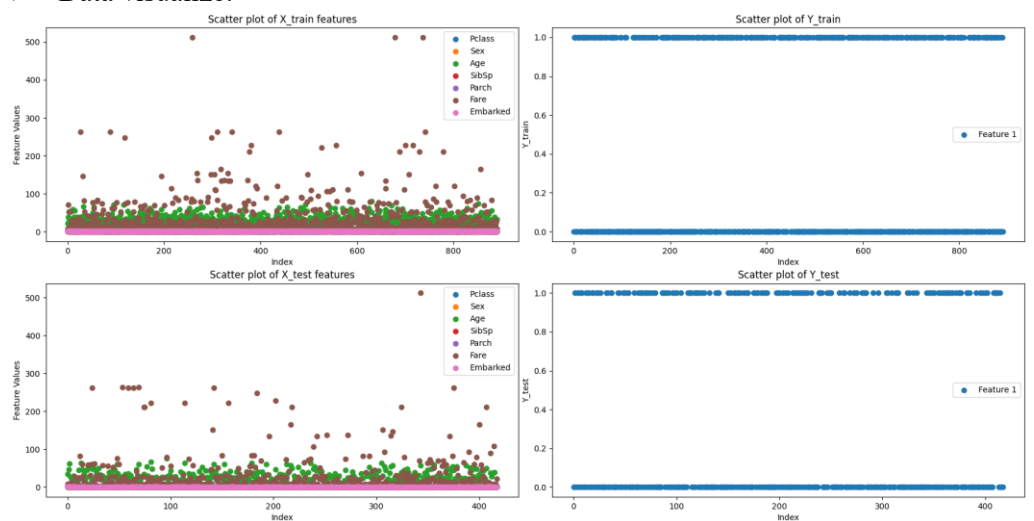 Scatter plot of X_train features
500
400
300
200
100
0
Feature Values
Pclass
Sex
Age
SibSp
Parch
Fare
Embarked
0
200
400
600
800
Index
Scatter plot of Y_train
1.0
0.8
0.6
0.4
0.2
0.0
Y_train
Feature 1
0
200
400
600
800
Index
Scatter plot of X_test features
500
400
300
200
100
0
Feature Values
Pclass
Sex
Age
SibSp
Parch
Fare
Embarked
0
100
200
300
400
Index
Scatter plot of Y_test
1.0
0.8
0.6
0.4
0.2
0.0
Y_test
Feature 1
0
100
200
300
400
Index